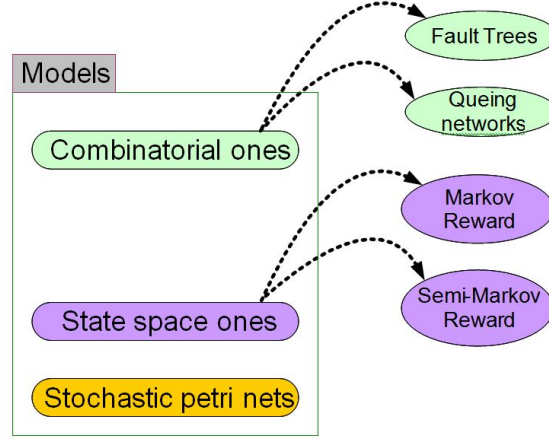 Models
Combinatorial ones
State space ones
Stochastic petri nets
Fault Trees
Queing
networks
Markov
Reward
Semi-Markov
Reward